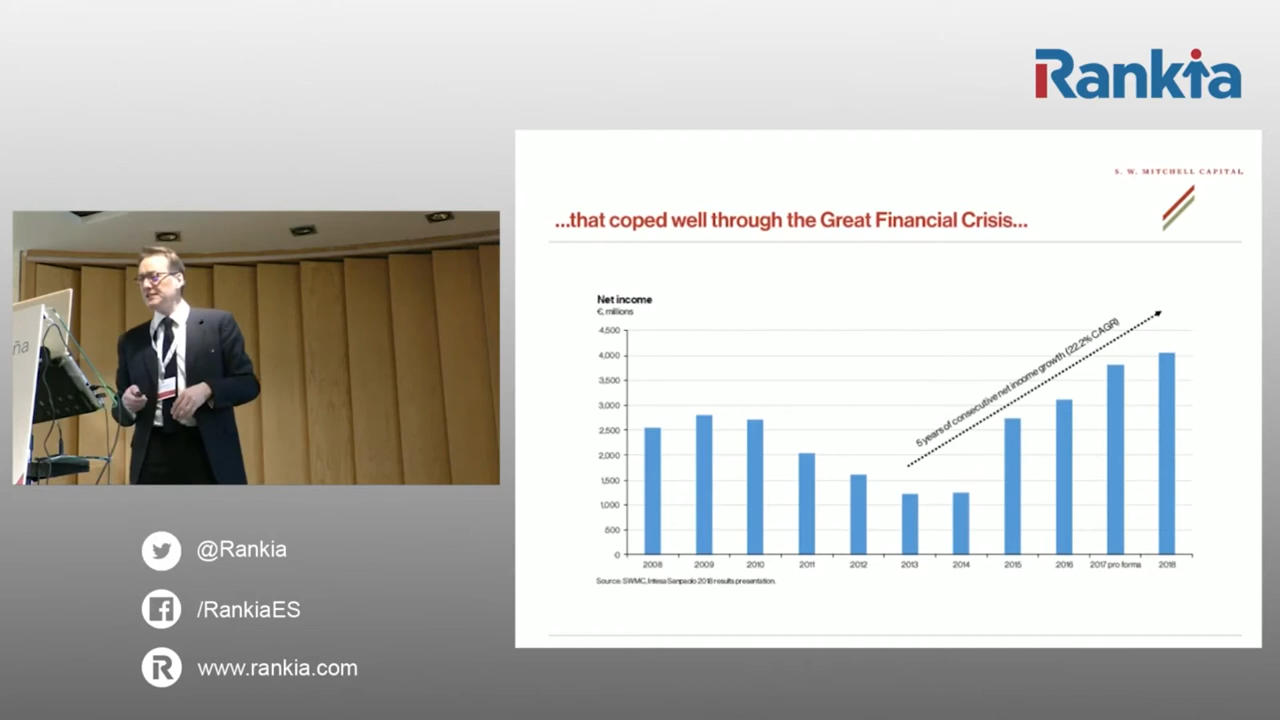 Rankia
S. W. MITCHELL CAPITAL
...that coped well through the Great Financial Crisis...
Net income
€, millions
4,500
4,000
3,500
3,000
2,500
2,000
1,500
1,000
500
0
5 years of consecutive net income growth (22.2% CAGR)
2008 2009 2010 2011 2012 2013 2014 2015 2016 2017 pro forma 2018
Source: SWMC, Intesa Sanpaolo 2018 results presentation.
ña
@Rankia
/RankiaES
www.rankia.com